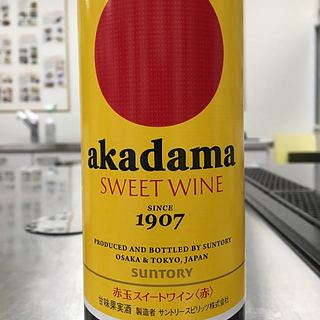 akadama
SWEET WINE
SINCE
1907
PRODUCED AND BOTTLED BY SUNTORY
OSAKA & TOKYO, JAPAN
SUNTORY
赤玉スイートワイン〈赤〉
甘味果実酒 製造者 サントリースピリッツ株式会社